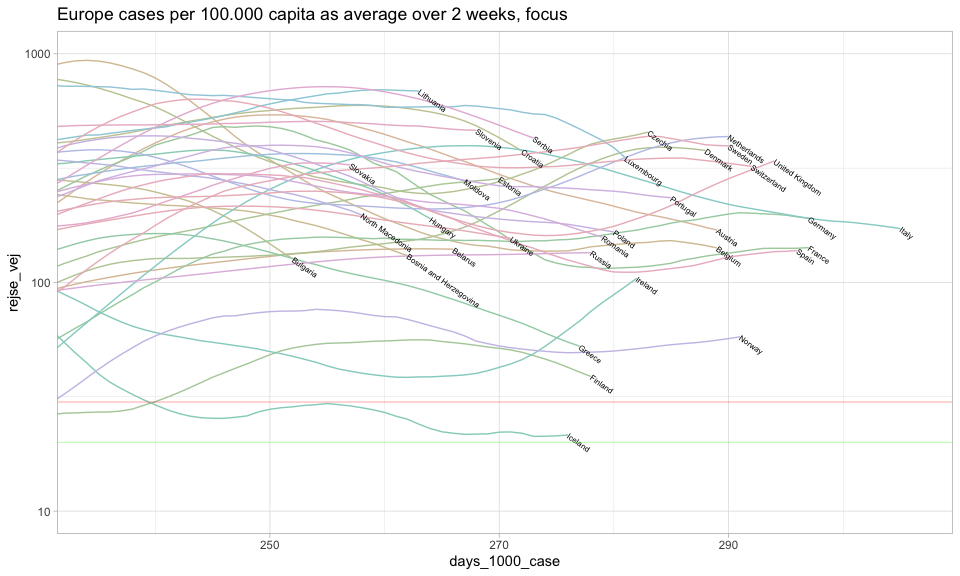 Europe cases per 100.000 capita as average over 2 weeks, focus
1000
100
10
rejse_vej
Lithuania
Slovenia
Serbia
Croatia
Czechia
Netherlands
Sweden
Denmark
Switzerland
United Kingdom
Luxembourg
Slovakia
Moldova
Estonia
Portugal
North Macedonia
Hungary
Ukraine
Poland
Romania
Austria
Germany
Italy
Belarus
Bosnia and Herzegovina
Bulgaria
Russia
Belgium
Spain
France
Ireland
Greece
Finland
Norway
Iceland
250
270
290
days_1000_case